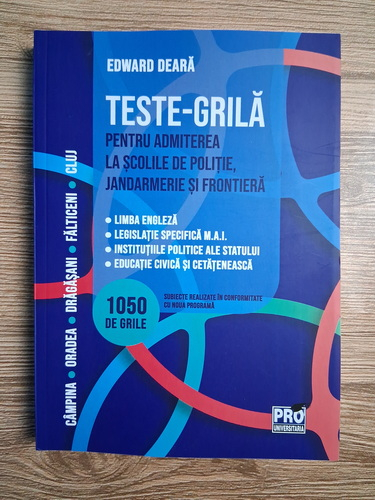 EDWARD DEARĂ
TESTE-GRILĂ
PENTRU ADMITEREA
LA ȘCOLILE DE POLIȚIE,
JANDARMERIE ȘI FRONTIERĂ
• LIMBA ENGLEZĂ
• LEGISLAȚIE SPECIFICĂ M.A.I.
• INSTITUȚIILE POLITICE ALE STATULUI
• EDUCAȚIE CIVICĂ ȘI CETĂȚENEASCĂ
1050
DE GRILE
SUBIECTE REALIZATE ÎN CONFORMITATE
CU NOUA PROGRAMĂ
CÂMPINA • ORADEA • DRĂGĂȘANI • FĂLTICENI • CLUJ
PRO
UNIVERSITARIA